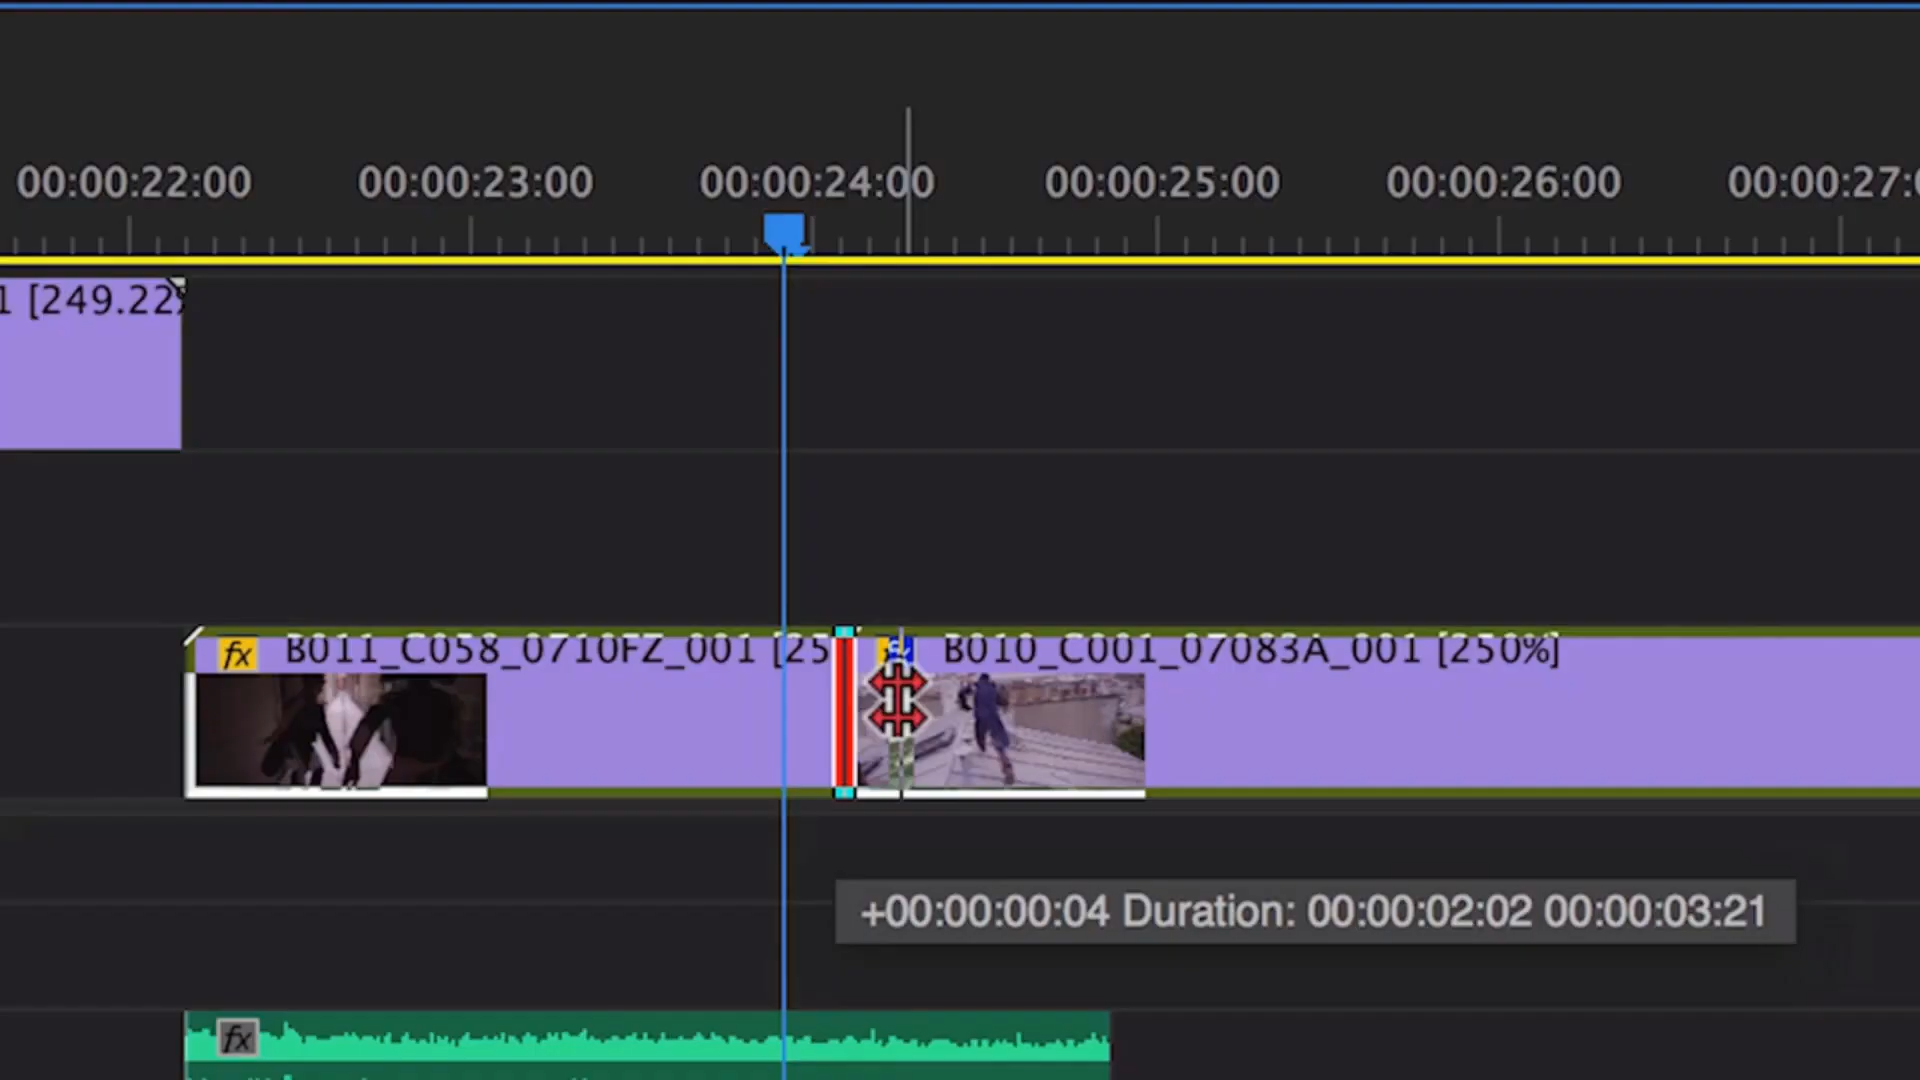 00:00:22:00 00:00:23:00 00:00:24:00 00:00:25:00 00:00:26:00 00:00:27:
1 [249.22
fx B011_C058_0710FZ_001 [25 B010_C001_07083A_001 [250%]
+00:00:00:04 Duration: 00:00:02:02 00:00:03:21
fx